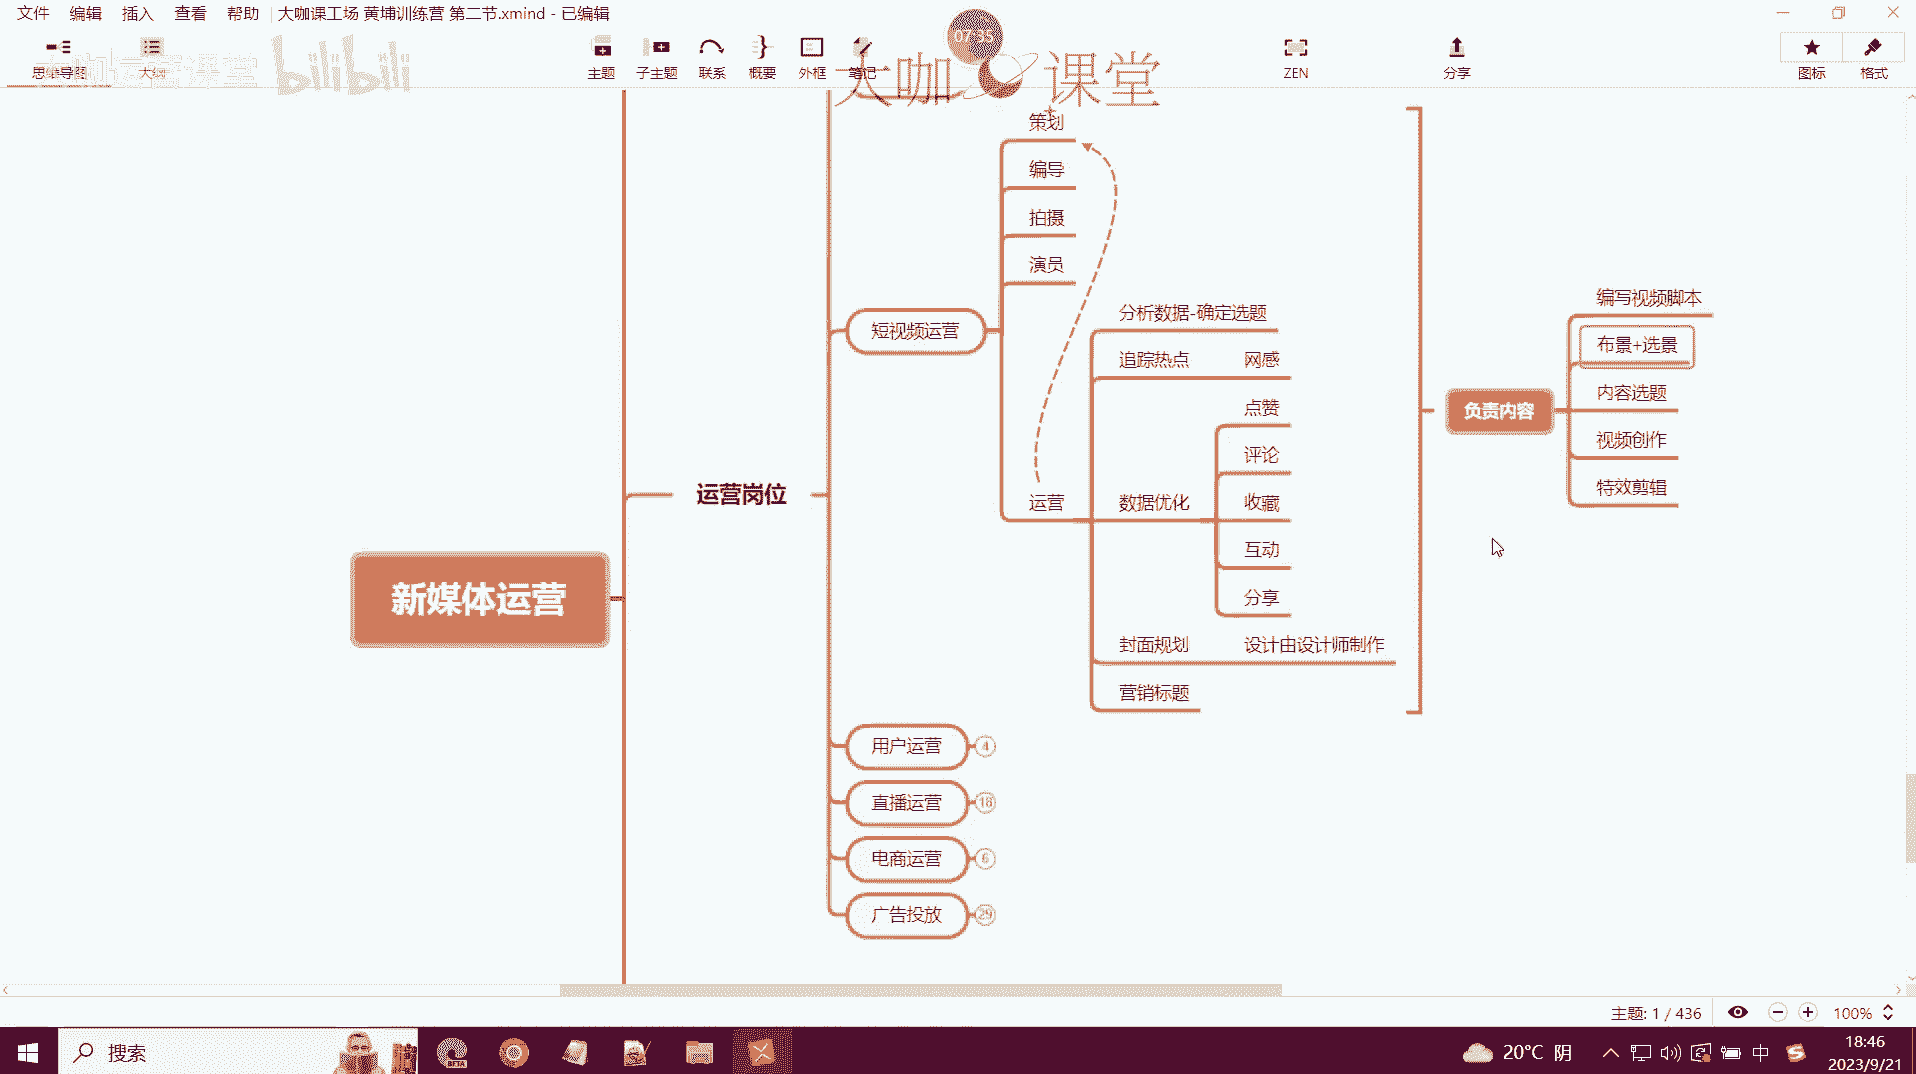 文件 编辑 插入 查看 帮助 大咖课工场 黄埔训练营 第二节.xmind - 已编辑
思维导图 大纲 主题 子主题 联系 概要 外框 笔记 ZEN 分享 图标 格式
大咖运营课堂 bilibili
07:35
大咖 课堂
策划
编导
拍摄
演员
分析数据-确定选题
编写视频脚本
短视频运营
布景+选景
追踪热点 网感
内容选题
点赞
负责内容
视频创作
评论
特效剪辑
运营岗位
运营 数据优化 收藏
互动
新媒体运营
分享
封面规划 设计由设计师制作
营销标题
用户运营 4
直播运营 18
电商运营 6
广告投放 29
主题: 1 / 436 100%
搜索 BETA 20°C 阴 中 18:46
2023/9/21